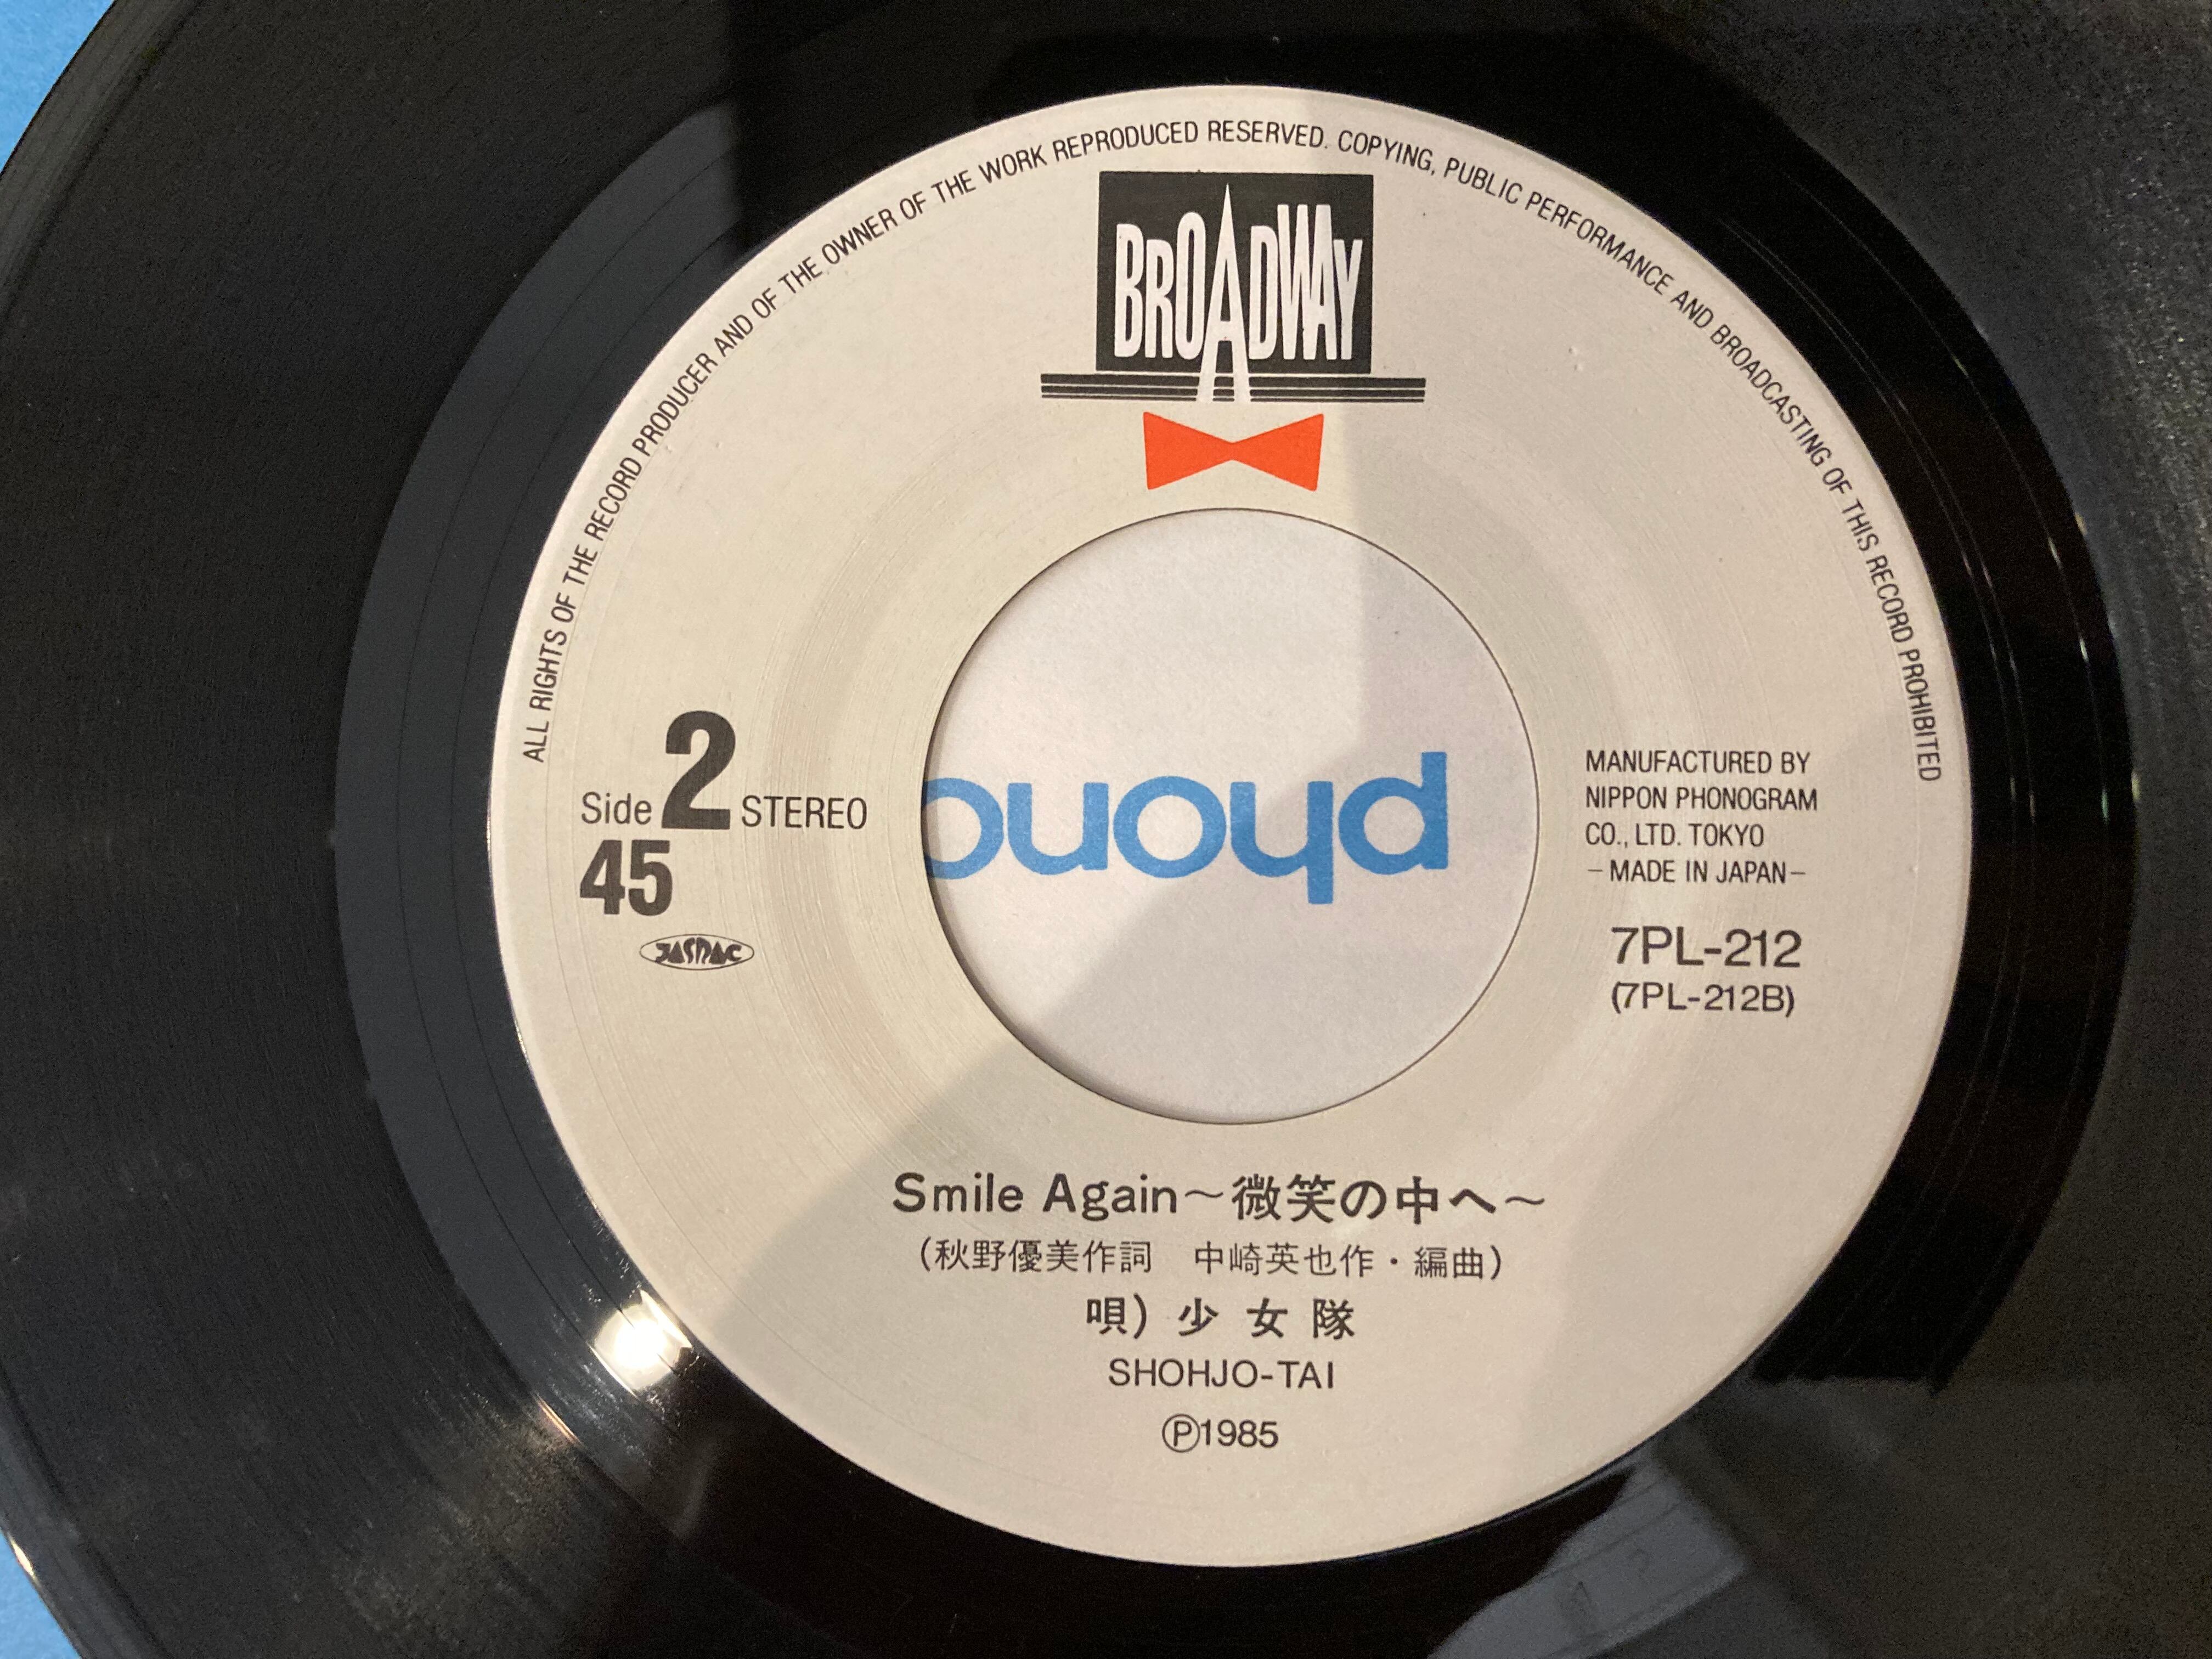 ALL RIGHTS OF THE RECORD PRODUCER AND OF THE OWNER OF THE WORK REPRODUCED RESERVED. COPYING, PUBLIC PERFORMANCE AND BROADCASTING OF THIS RECORD PROHIBITED
BROADWAY
Side 2 STEREO
45
JASRAC
phono
MANUFACTURED BY
NIPPON PHONOGRAM
CO., LTD. TOKYO
-MADE IN JAPAN-
7PL-212
(7PL-212B)
Smile Again～微笑の中へ～
(秋野優美作詞　中崎英也作・編曲)
唄) 少女隊
SHOHJO-TAI
Ⓟ1985